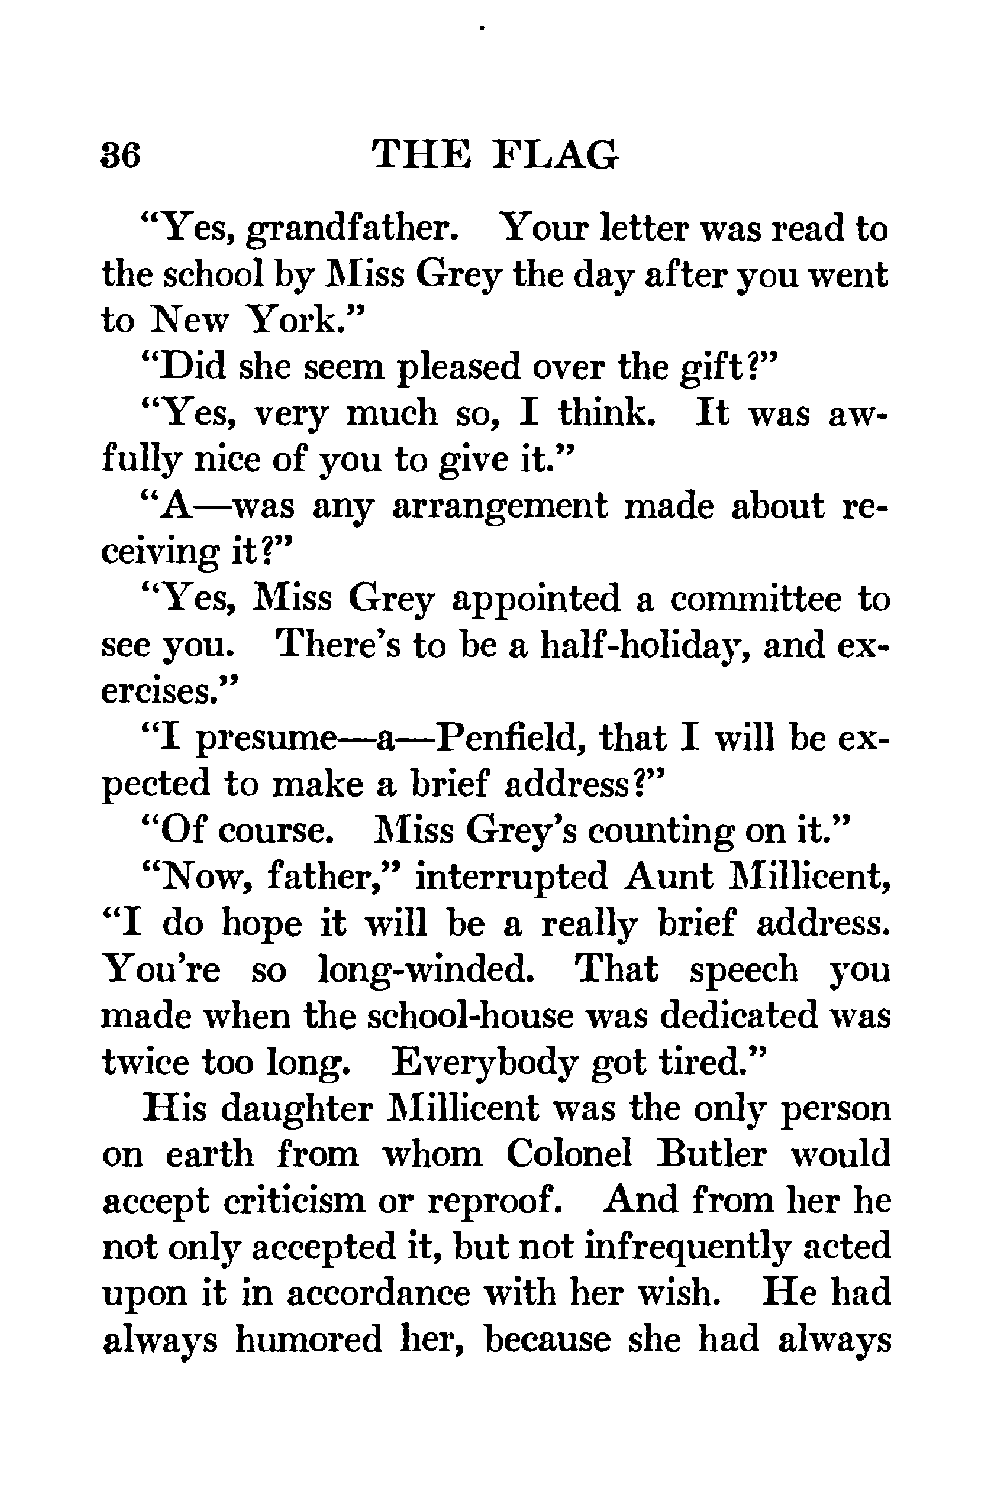 36 THE FLAG
“Yes, grandfather. Your letter was read to
the school by Miss Grey the day after you went
to New York.”
“Did she seem pleased over the gift?”
“Yes, very much so, I think. It was aw-
fully nice of you to give it.”
“A—was any arrangement made about re-
ceiving it?”
“Yes, Miss Grey appointed a committee to
see you. There’s to be a half-holiday, and ex-
ercises.”
“I presume—a—Penfield, that I will be ex-
pected to make a brief address?”
“Of course. Miss Grey’s counting on it.”
“Now, father,” interrupted Aunt Millicent,
“I do hope it will be a really brief address.
You’re so long-winded. That speech you
made when the school-house was dedicated was
twice too long. Everybody got tired.”
His daughter Millicent was the only person
on earth from whom Colonel Butler would
accept criticism or reproof. And from her he
not only accepted it, but not infrequently acted
upon it in accordance with her wish. He had
always humored her, because she had always